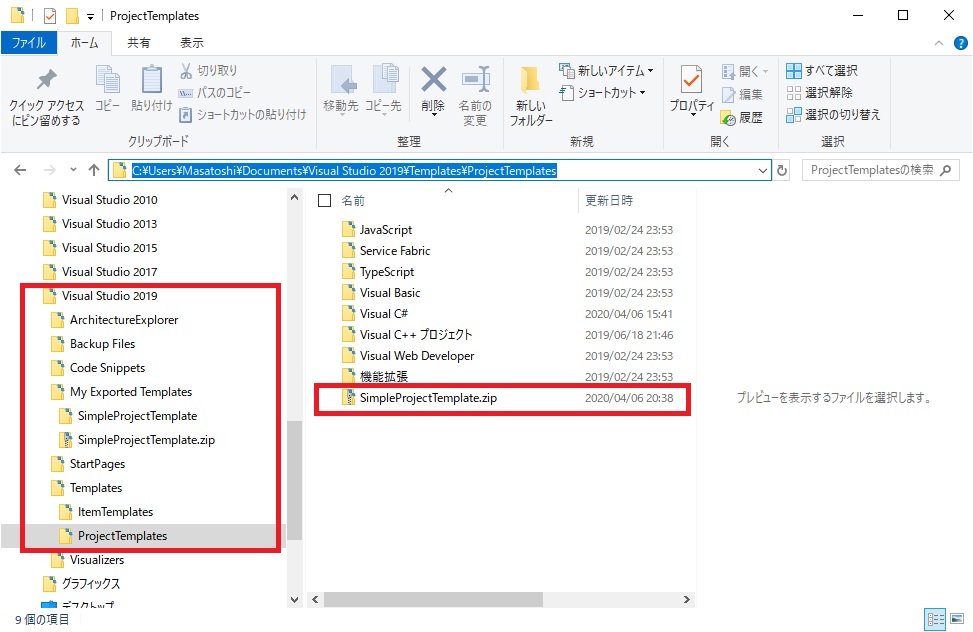 ProjectTemplates
ファイル ホーム 共有 表示
クイック アクセス
にピン留めする
コピー
貼り付け
切り取り
パスのコピー
ショートカットの貼り付け
クリップボード
移動先
コピー先
削除
名前の
変更
整理
新しい
フォルダー
新しいアイテム
ショートカット
新規
プロパティ
開く
編集
履歴
開く
すべて選択
選択解除
選択の切り替え
選択
C:¥Users¥Masatoshi¥Documents¥Visual Studio 2019¥Templates¥ProjectTemplates
ProjectTemplatesの検索
Visual Studio 2010
Visual Studio 2013
Visual Studio 2015
Visual Studio 2017
Visual Studio 2019
ArchitectureExplorer
Backup Files
Code Snippets
My Exported Templates
SimpleProjectTemplate
SimpleProjectTemplate.zip
StartPages
Templates
ItemTemplates
ProjectTemplates
Visualizers
グラフィックス
デスクトップ
名前 更新日時
JavaScript 2019/02/24 23:53
Service Fabric 2019/02/24 23:53
TypeScript 2019/02/24 23:53
Visual Basic 2019/02/24 23:53
Visual C# 2020/04/06 15:41
Visual C++ プロジェクト 2019/06/18 21:46
Visual Web Developer 2019/02/24 23:53
機能拡張 2019/02/24 23:53
SimpleProjectTemplate.zip 2020/04/06 20:38
プレビューを表示するファイルを選択します。
9 個の項目